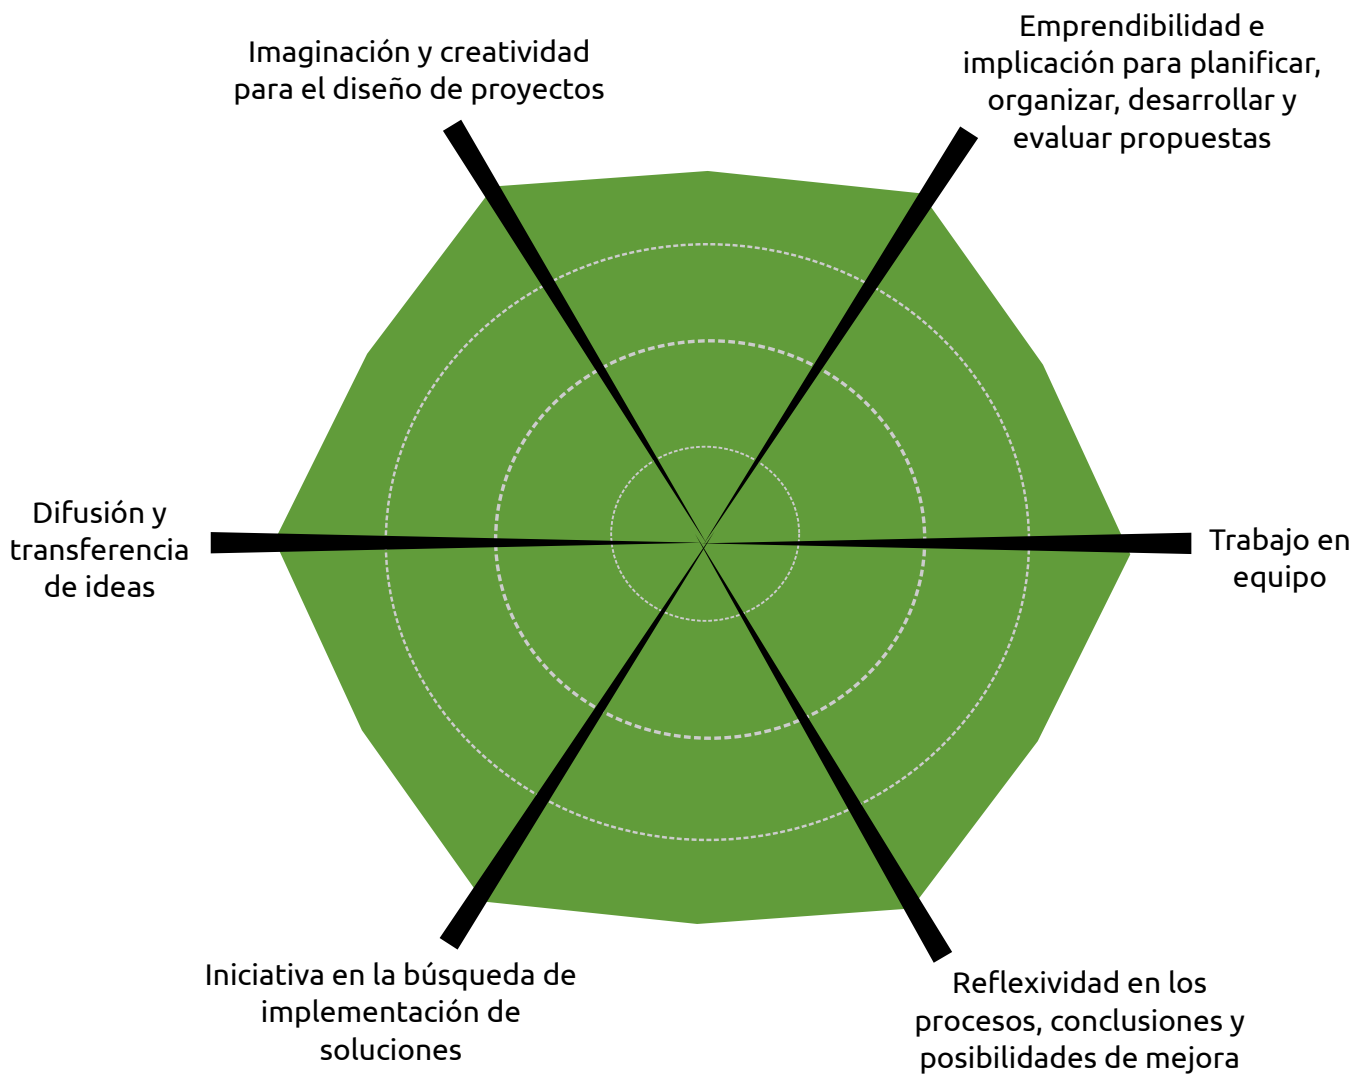 Imaginación y creatividad
para el diseño de proyectos
Emprendibilidad e
implicación para planificar,
organizar, desarrollar y
evaluar propuestas
Difusión y
transferencia
de ideas
Trabajo en
equipo
Iniciativa en la búsqueda de
implementación de
soluciones
Reflexividad en los
procesos, conclusiones y
posibilidades de mejora